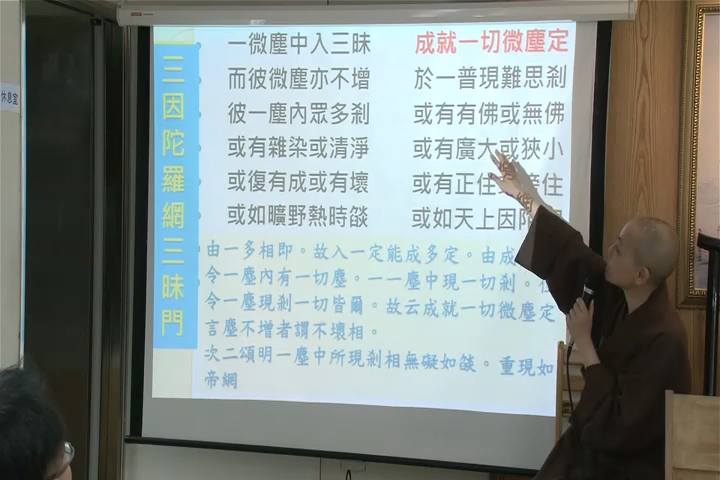 休息室
三因陀羅網三昧門
一微塵中入三昧 成就一切微塵定
而彼微塵亦不增 於一普現難思剎
彼一塵內眾多剎 或有有佛或無佛
或有雜染或清淨 或有廣大或狹小
或復有成或有壞 或有正住 住
或如曠野熱時燄 或如天上因陀
由一多相即。故入一定能成多定。由成
令一塵內有一切塵。一一塵中現一切剎。
令一塵現剎一切皆爾。故云成就一切微塵定
言塵不增者謂不壞相。
次二頌明一塵中所現剎相無礙如燄。重現如
帝網